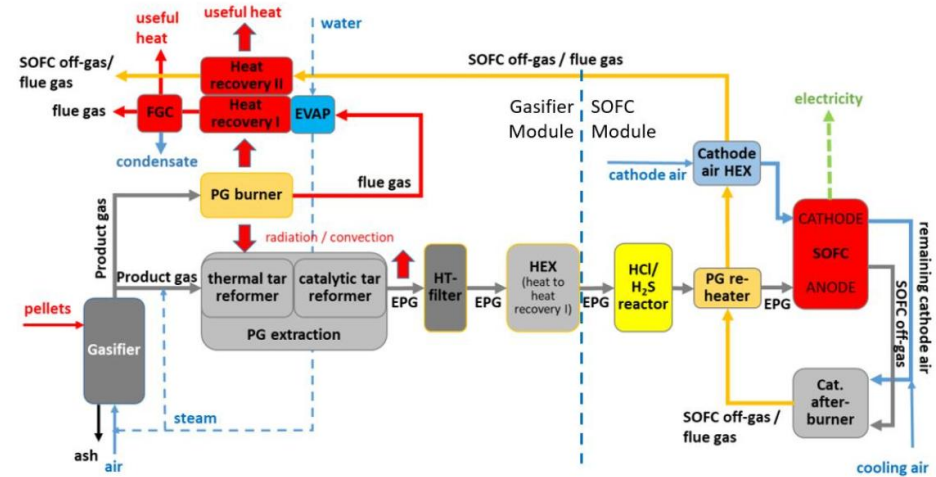 useful
heat
useful heat
water
SOFC off-gas/
flue gas
Heat
recovery II
SOFC off-gas / flue gas
flue gas
FGC
Heat
recovery I
EVAP
Gasifier
Module
SOFC
Module
electricity
condensate
cathode air
Cathode
air HEX
PG burner
flue gas
Product gas
radiation / convection
CATHODE
SOFC
ANODE
remaining cathode air
SOFC off-gas
Product gas
thermal tar
reformer
catalytic tar
reformer
PG extraction
EPG
HT-
filter
EPG
HEX
(heat to
heat
recovery I)
EPG
HCl/
H₂S
reactor
PG re-
heater
EPG
pellets
Gasifier
steam
ash
air
Cat.
after-
burner
SOFC off-gas /
flue gas
cooling air